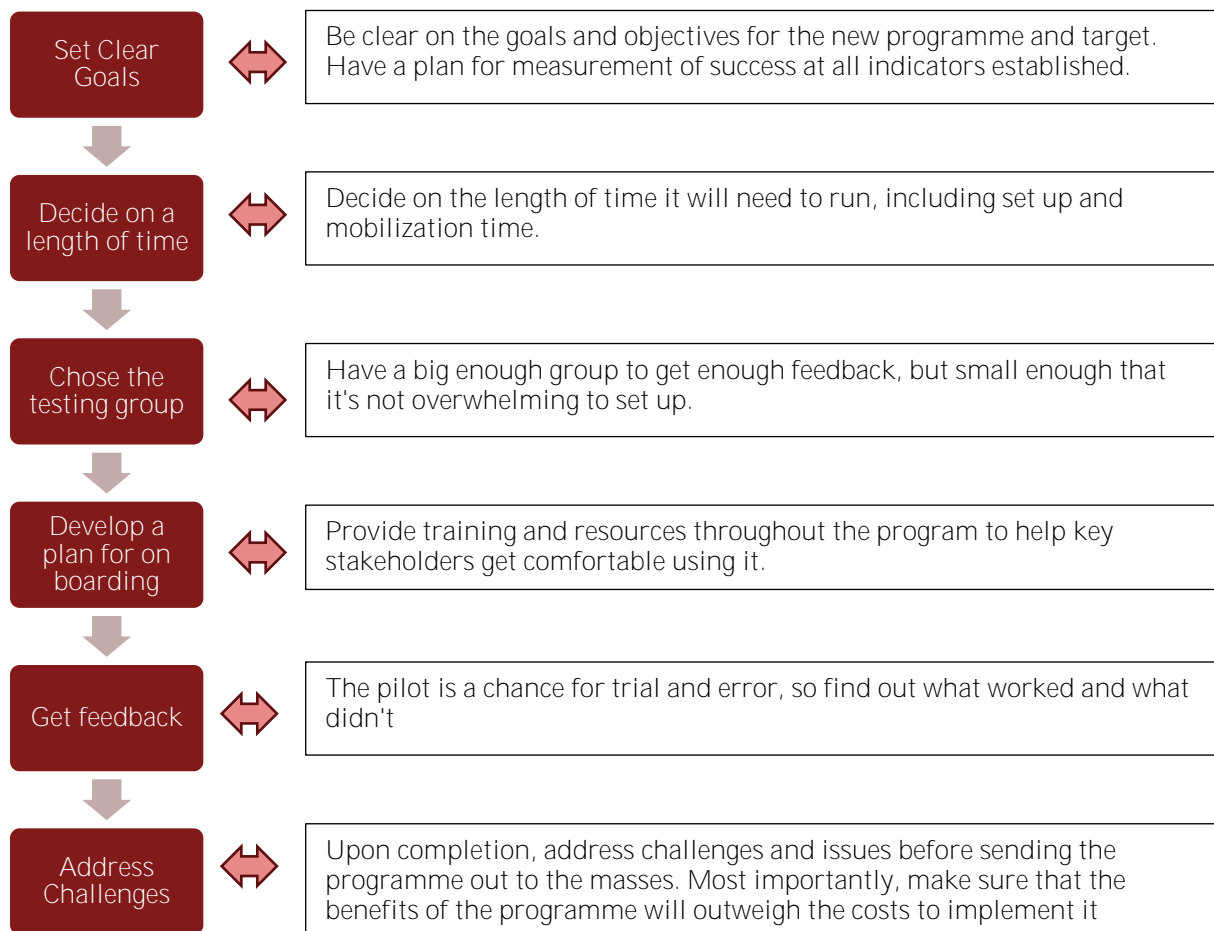 Set Clear
Goals
Be clear on the goals and objectives for the new programme and target.
Have a plan for measurement of success at all indicators established.
Decide on a
length of time
Decide on the length of time it will need to run, including set up and
mobilization time.
Chose the
testing group
Have a big enough group to get enough feedback, but small enough that
it's not overwhelming to set up.
Develop a
plan for on
boarding
Provide training and resources throughout the program to help key
stakeholders get comfortable using it.
Get feedback
The pilot is a chance for trial and error, so find out what worked and what
didn't
Address
Challenges
Upon completion, address challenges and issues before sending the
programme out to the masses. Most importantly, make sure that the
benefits of the programme will outweigh the costs to implement it